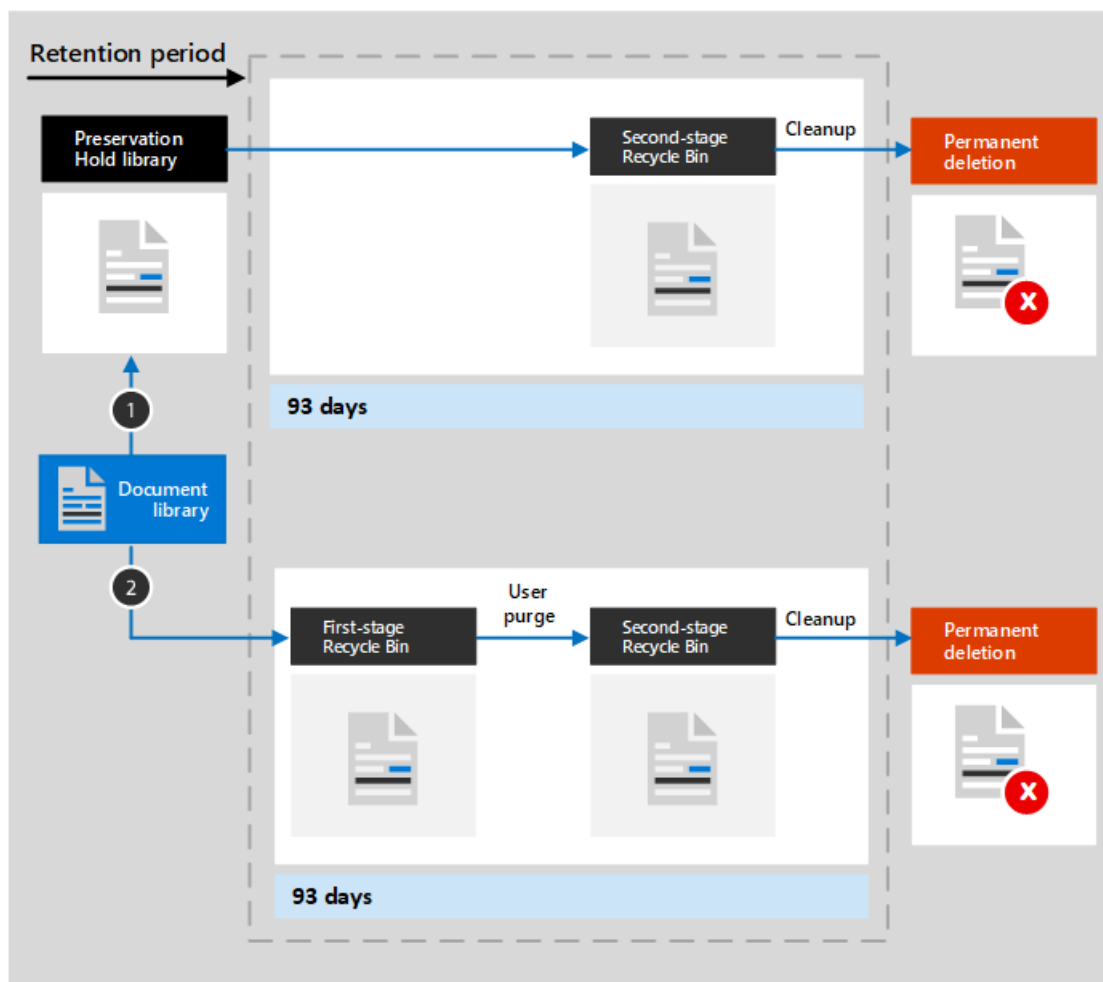 Retention period
Preservation
Hold library
Second-stage
Recycle Bin
Cleanup
Permanent
deletion
X
93 days
1
Document
library
2
First-stage
Recycle Bin
User
purge
Second-stage
Recycle Bin
Cleanup
Permanent
deletion
X
93 days